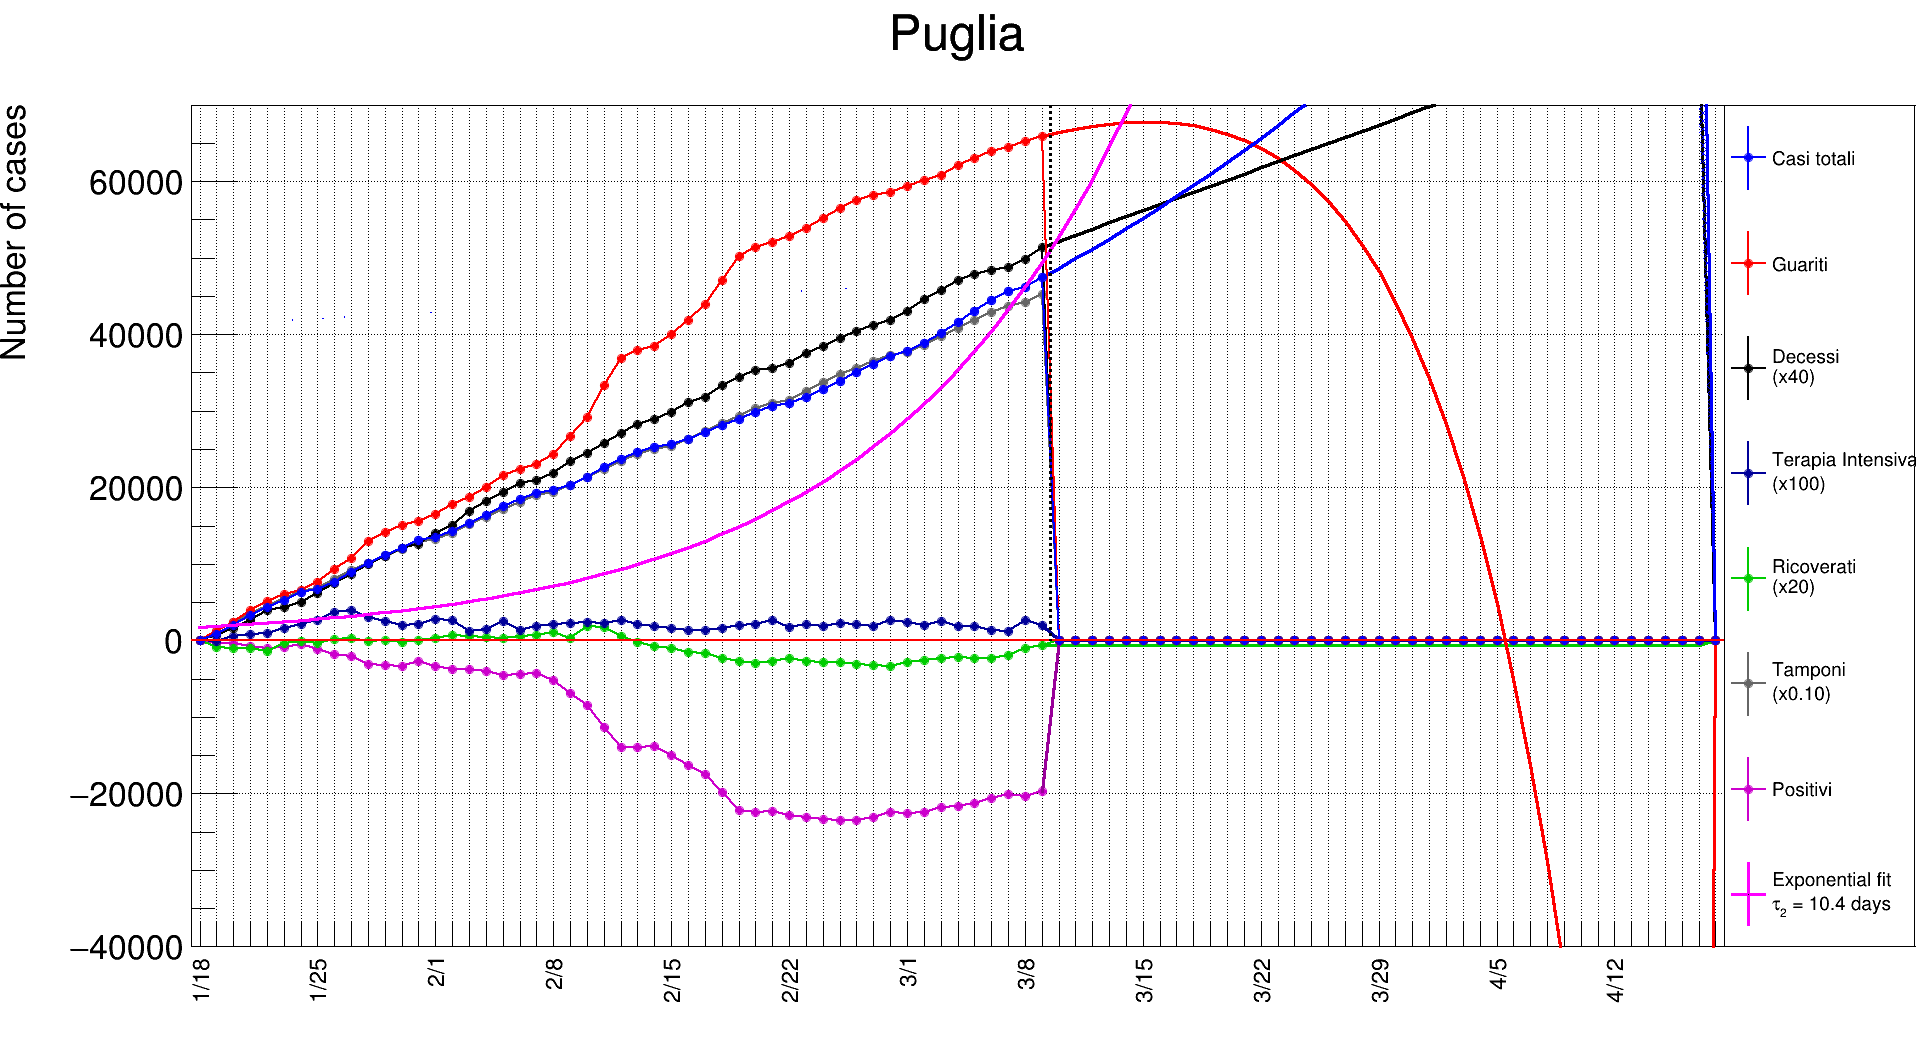 Puglia
Number of cases
60000
40000
20000
0
−20000
−40000
1/18
1/25
2/1
2/8
2/15
2/22
3/1
3/8
3/15
3/22
3/29
4/5
4/12
Casi totali
Guariti
Decessi
(x40)
Terapia Intensiva
(x100)
Ricoverati
(x20)
Tamponi
(x0.10)
Positivi
Exponential fit
τ2 = 10.4 days